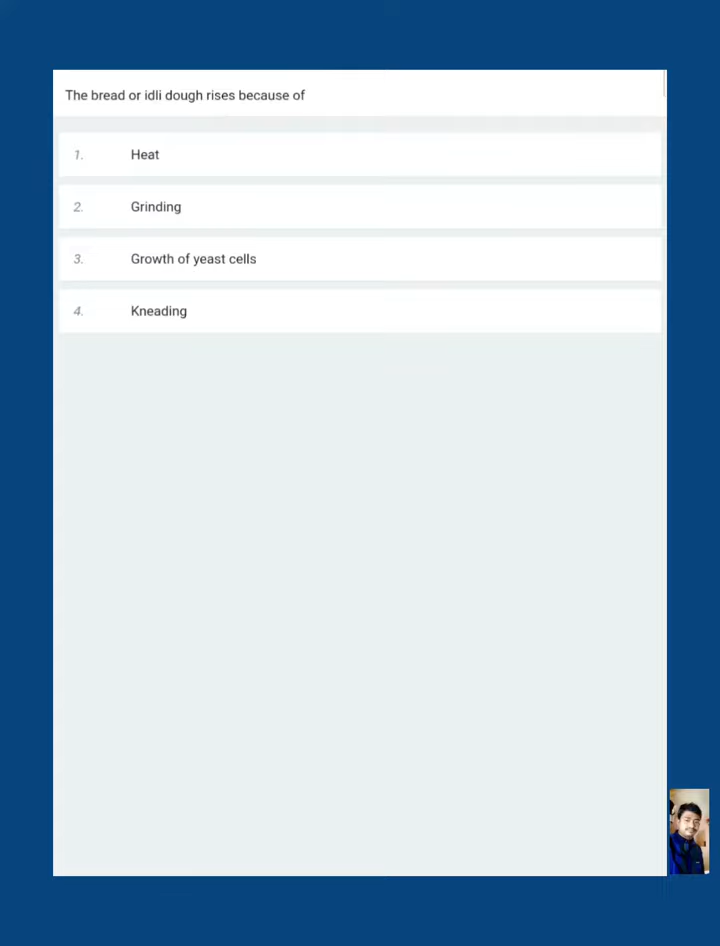 The bread or idli dough rises because of
1. Heat
2. Grinding
3. Growth of yeast cells
4. Kneading